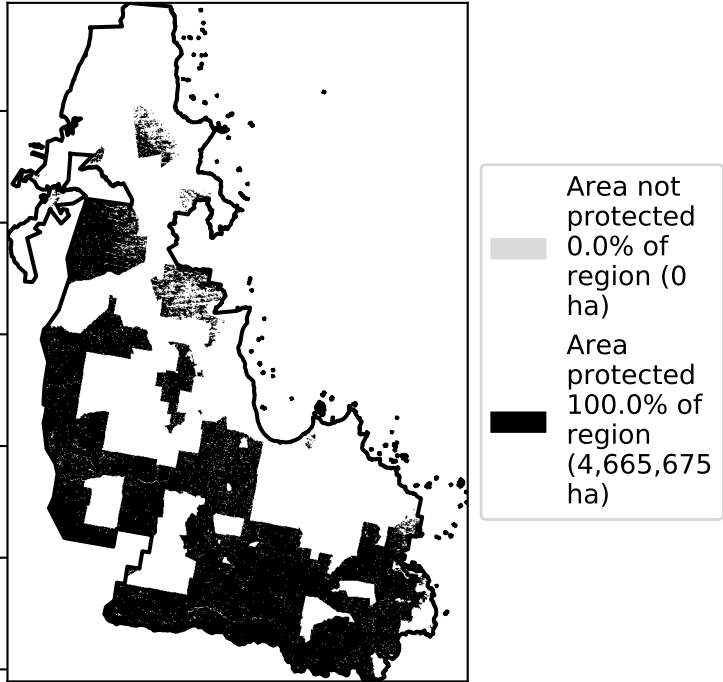 Area not
protected
0.0% of
region (0
ha)
Area
protected
100.0% of
region
(4,665,675
ha)